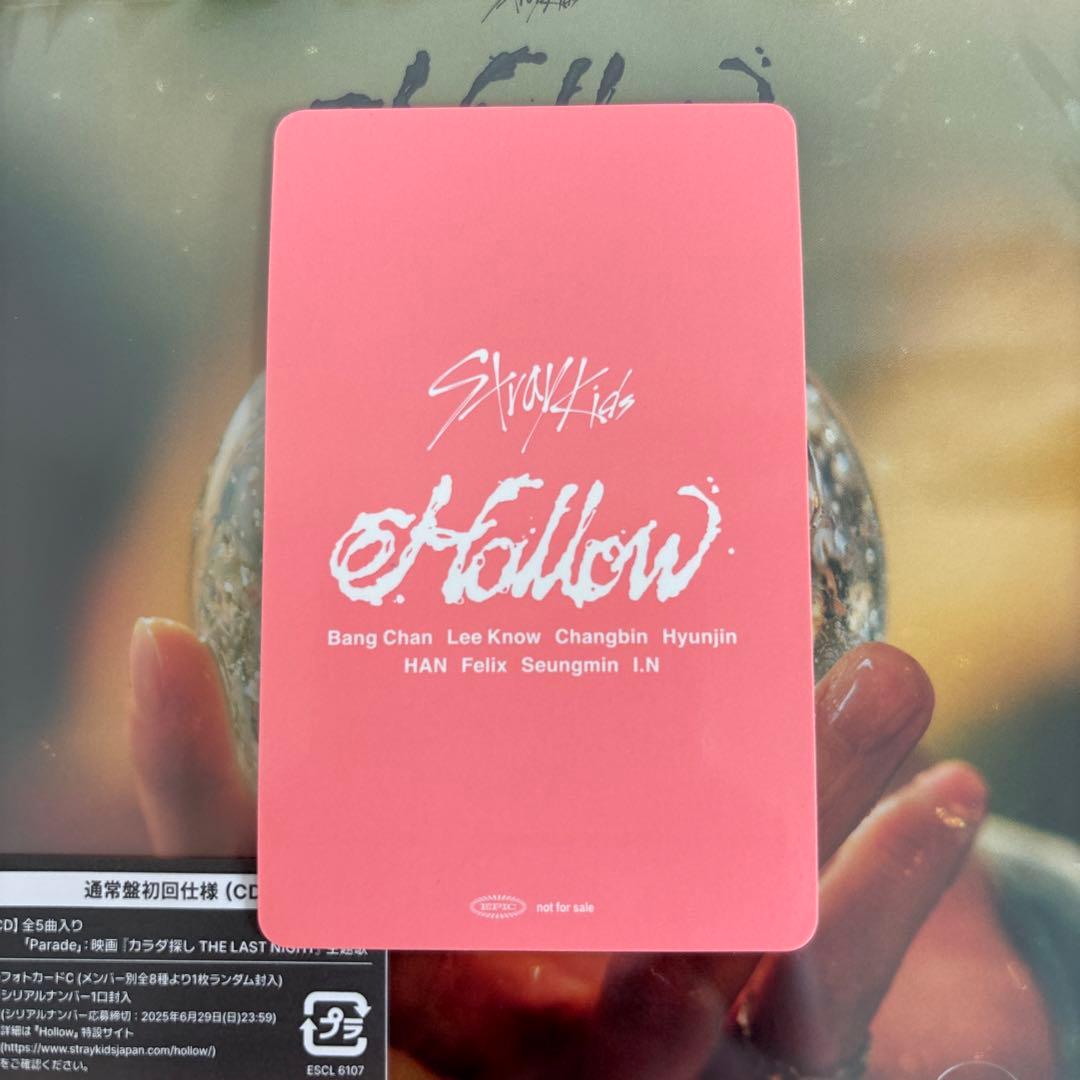 Stray Kids
Hollow
Stray Kids
Hollow
Bang Chan Lee Know Changbin Hyunjin
HAN Felix Seungmin I.N
EPIC not for sale
通常盤初回仕様 (CD
CD】全5曲入り
「Parade」:映画『カラダ探し THE LAST NIGHT』主題歌
フォトカードC (メンバー別全8種より1枚ランダム封入)
シリアルナンバー1口封入
(シリアルナンバー応募締切:2025年6月29日(日)23:59)
詳細は『Hollow』特設サイト
(https://www.straykidsjapan.com/hollow/)
をご確認ください。
プラ
ESCL 6107